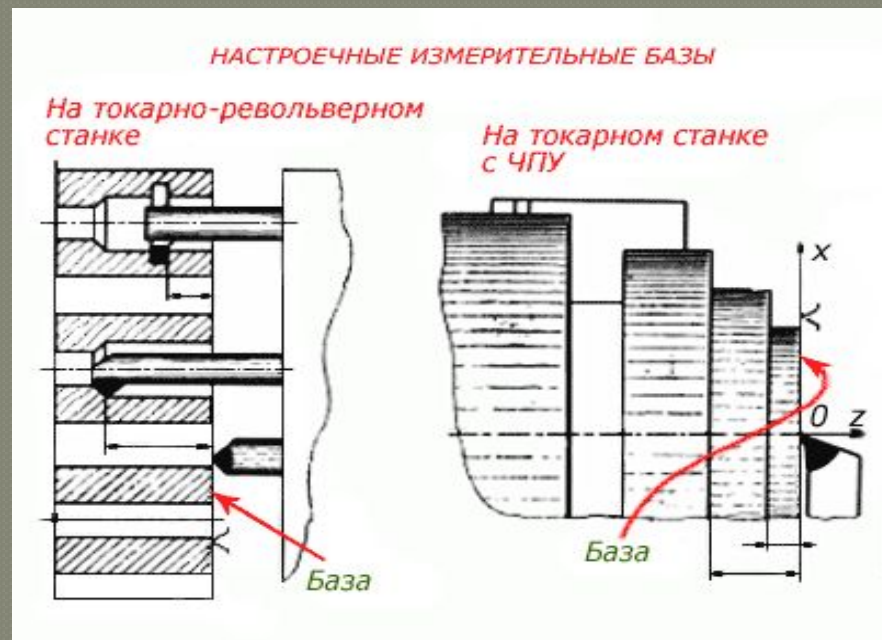 НАСТРОЕЧНЫЕ ИЗМЕРИТЕЛЬНЫЕ БАЗЫ
На токарно-револьверном
станке
На токарном станке
с ЧПУ
x
0 z
База
База